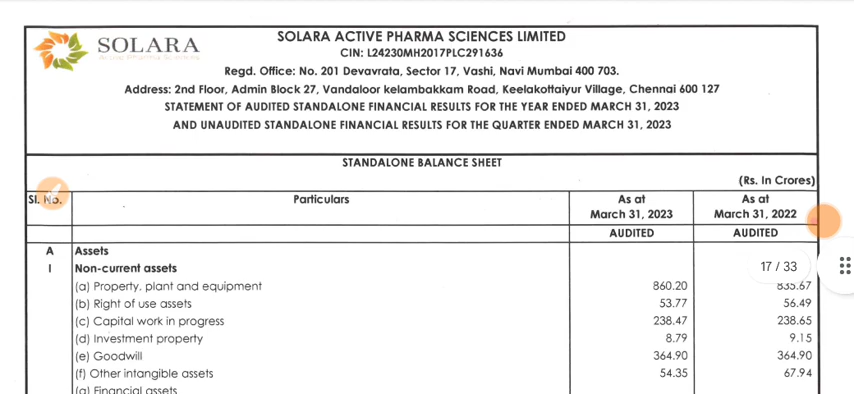 SOLARA
Active Pharma Sciences
SOLARA ACTIVE PHARMA SCIENCES LIMITED
CIN: L24230MH2017PLC291636
Regd. Office: No. 201 Devavrata, Sector 17, Vashi, Navi Mumbai 400 703.
Address: 2nd Floor, Admin Block 27, Vandaloor kelambakkam Road, Keelakottaiyur Village, Chennai 600 127
STATEMENT OF AUDITED STANDALONE FINANCIAL RESULTS FOR THE YEAR ENDED MARCH 31, 2023
AND UNAUDITED STANDALONE FINANCIAL RESULTS FOR THE QUARTER ENDED MARCH 31, 2023
STANDALONE BALANCE SHEET
(Rs. In Crores)
Sl. No. Particulars As at March 31, 2023 As at March 31, 2022
AUDITED AUDITED
A Assets
I Non-current assets
17 / 33
(a) Property, plant and equipment 860.20 835.67
(b) Right of use assets 53.77 56.49
(c) Capital work in progress 238.47 238.65
(d) Investment property 8.79 9.15
(e) Goodwill 364.90 364.90
(f) Other intangible assets 54.35 67.94
(g) Financial assets